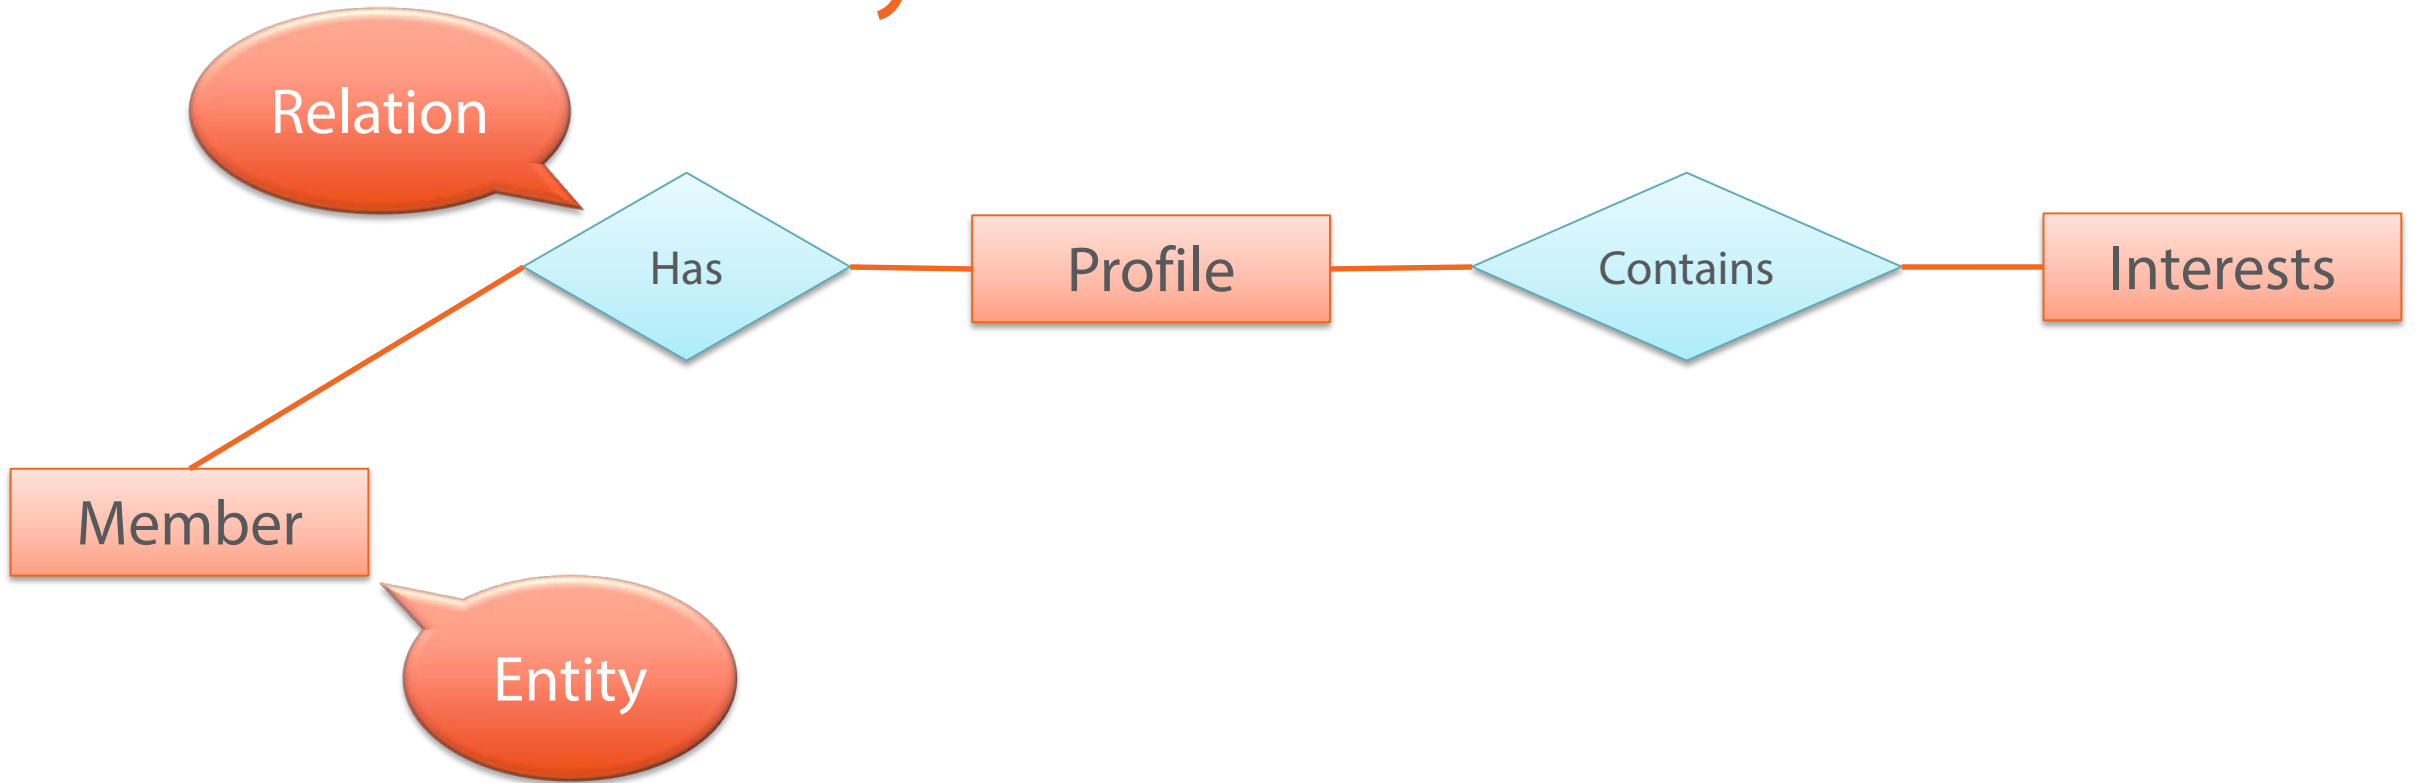 Relation
Has
Profile
Contains
Interests
Member
Entity